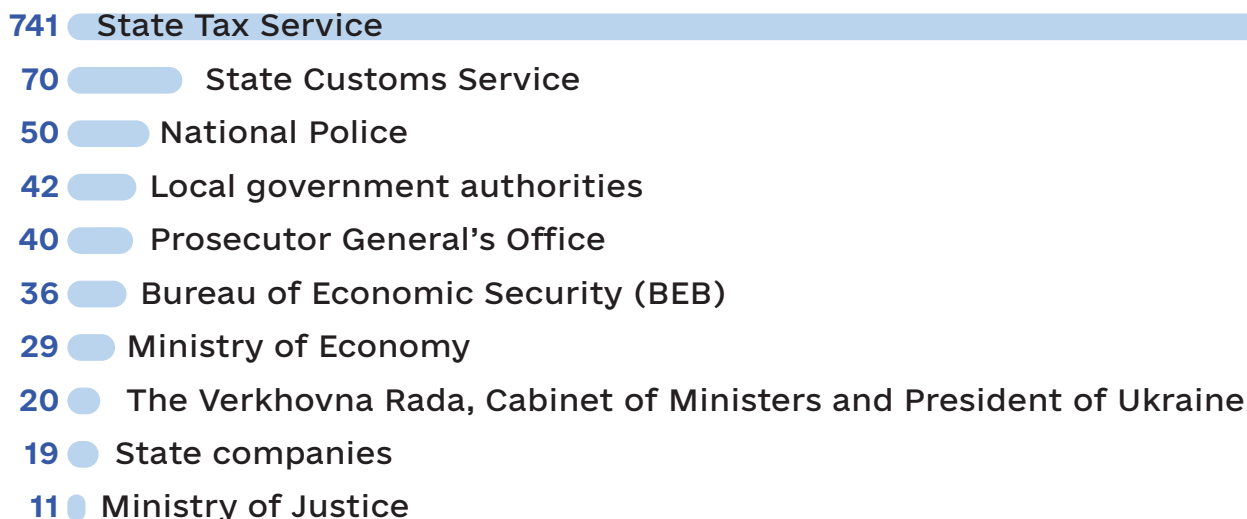 741 State Tax Service
70 State Customs Service
50 National Police
42 Local government authorities
40 Prosecutor General’s Office
36 Bureau of Economic Security (BEB)
29 Ministry of Economy
20 The Verkhovna Rada, Cabinet of Ministers and President of Ukraine
19 State companies
11 Ministry of Justice